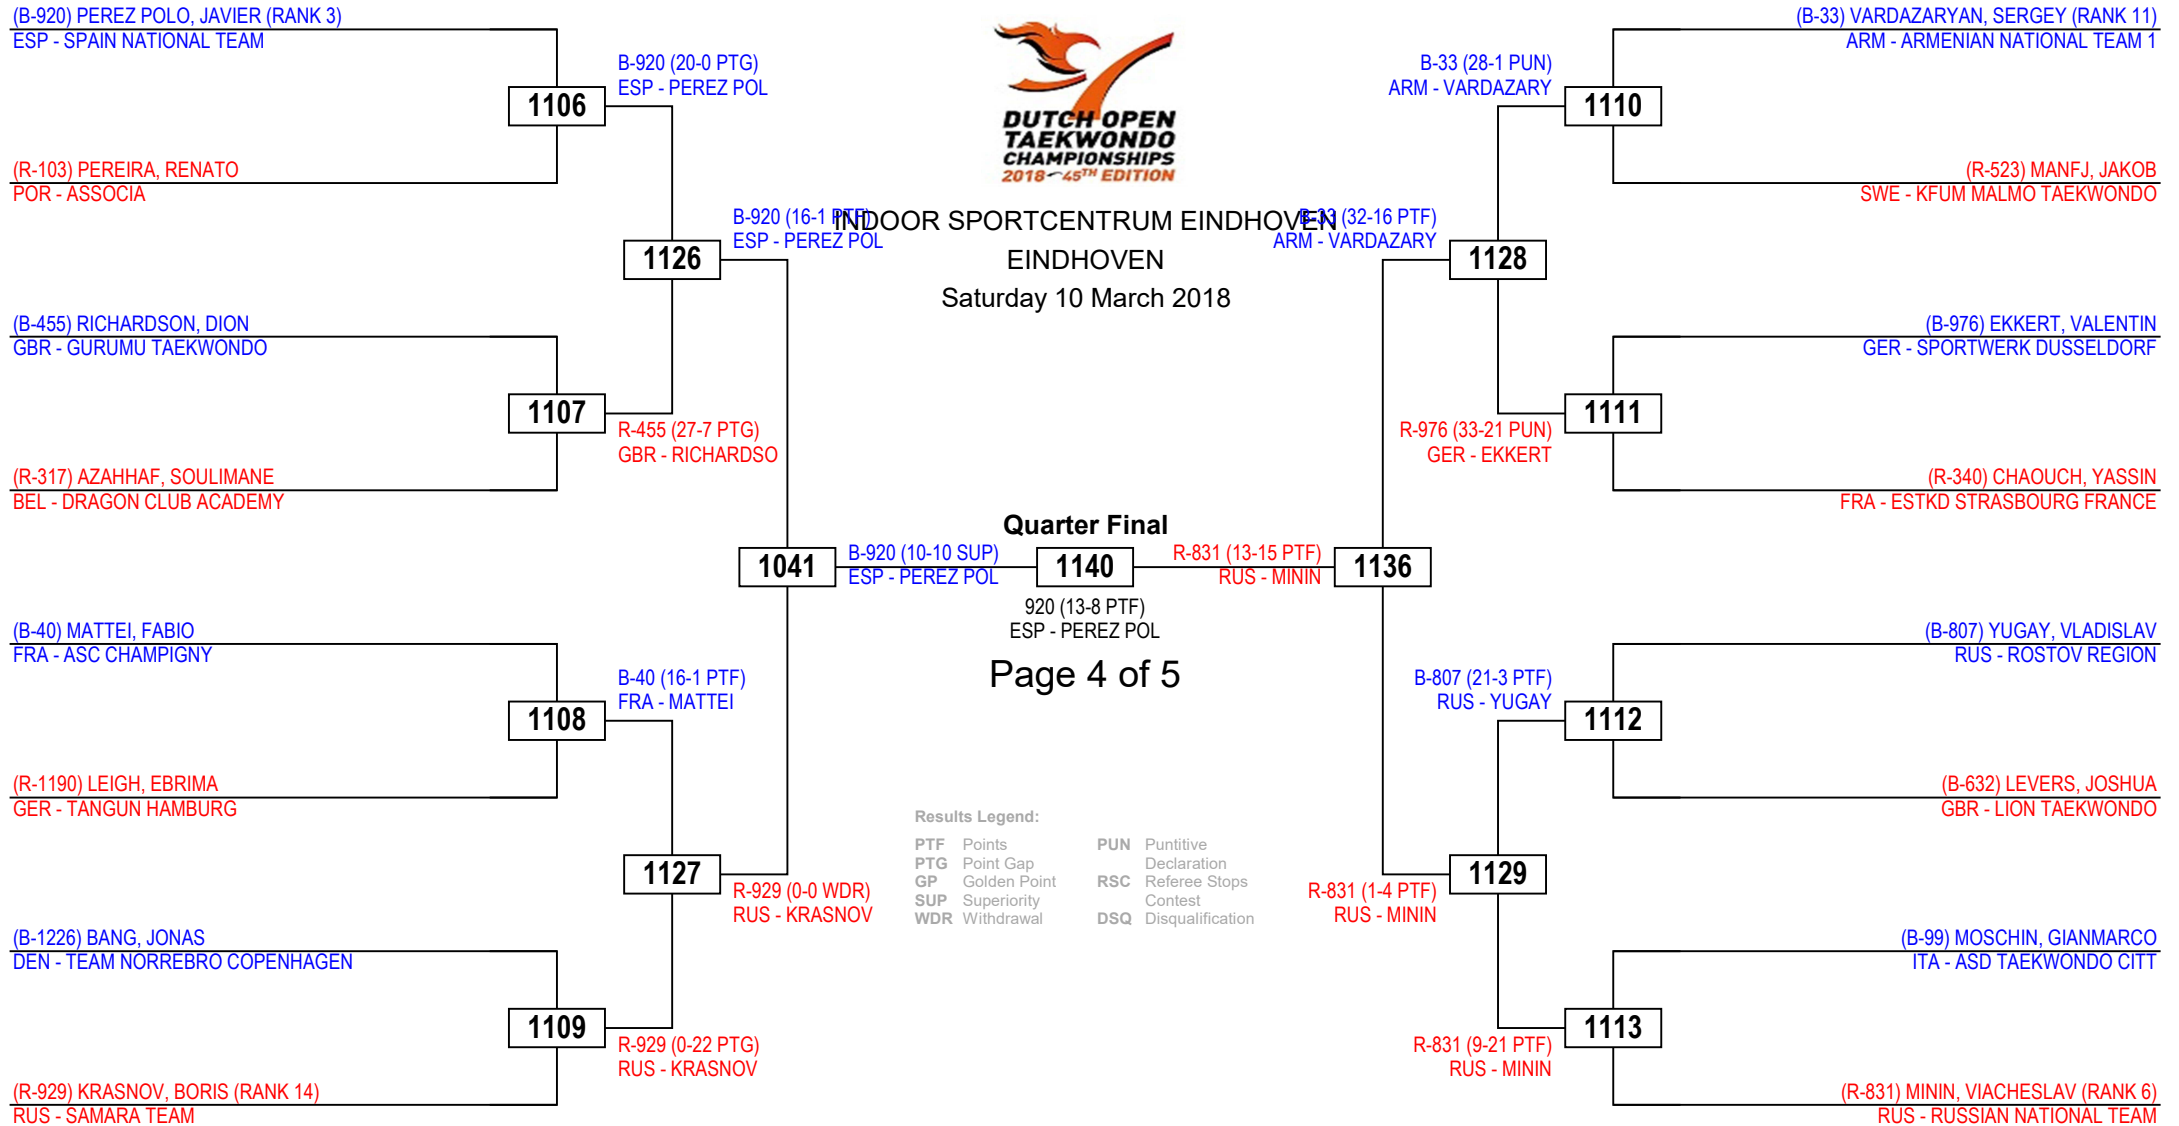 (B-920) PEREZ POLO, JAVIER (RANK 3)
ESP - SPAIN NATIONAL TEAM
B-920 (20-0 PTG)
ESP - PEREZ POL
1106
(R-103) PEREIRA, RENATO
POR - ASSOCIA
B-920 (16-1 PTF)
ESP - PEREZ POL
1126
(B-455) RICHARDSON, DION
GBR - GURUMU TAEKWONDO
1107
R-455 (27-7 PTG)
GBR - RICHARDSO
(R-317) AZAHHAF, SOULIMANE
BEL - DRAGON CLUB ACADEMY
1041
B-920 (10-10 SUP)
ESP - PEREZ POL
(B-40) MATTEI, FABIO
FRA - ASC CHAMPIGNY
B-40 (16-1 PTF)
FRA - MATTEI
1108
(R-1190) LEIGH, EBRIMA
GER - TANGUN HAMBURG
1127
R-929 (0-0 WDR)
RUS - KRASNOV
(B-1226) BANG, JONAS
DEN - TEAM NORREBRO COPENHAGEN
1109
R-929 (0-22 PTG)
RUS - KRASNOV
(R-929) KRASNOV, BORIS (RANK 14)
RUS - SAMARA TEAM
DUTCH OPEN
TAEKWONDO
CHAMPIONSHIPS
2018 - 45TH EDITION
INDOOR SPORTCENTRUM EINDHOVEN
EINDHOVEN
Saturday 10 March 2018
Quarter Final
1140
920 (13-8 PTF)
ESP - PEREZ POL
Page 4 of 5
Results Legend:
PTF Points
PTG Point Gap
GP Golden Point
SUP Superiority
WDR Withdrawal
PUN Puntitive
Declaration
RSC Referee Stops
Contest
DSQ Disqualification
(B-33) VARDAZARYAN, SERGEY (RANK 11)
ARM - ARMENIAN NATIONAL TEAM 1
B-33 (28-1 PUN)
ARM - VARDAZARY
1110
(R-523) MANFJ, JAKOB
SWE - KFUM MALMO TAEKWONDO
B-33 (32-16 PTF)
ARM - VARDAZARY
1128
(B-976) EKKERT, VALENTIN
GER - SPORTWERK DUSSELDORF
1111
R-976 (33-21 PUN)
GER - EKKERT
(R-340) CHAOUCH, YASSIN
FRA - ESTKD STRASBOURG FRANCE
R-831 (13-15 PTF)
RUS - MININ
1136
(B-807) YUGAY, VLADISLAV
RUS - ROSTOV REGION
B-807 (21-3 PTF)
RUS - YUGAY
1112
(B-632) LEVERS, JOSHUA
GBR - LION TAEKWONDO
1129
R-831 (1-4 PTF)
RUS - MININ
(B-99) MOSCHIN, GIANMARCO
ITA - ASD TAEKWONDO CITT
1113
R-831 (9-21 PTF)
RUS - MININ
(R-831) MININ, VIACHESLAV (RANK 6)
RUS - RUSSIAN NATIONAL TEAM